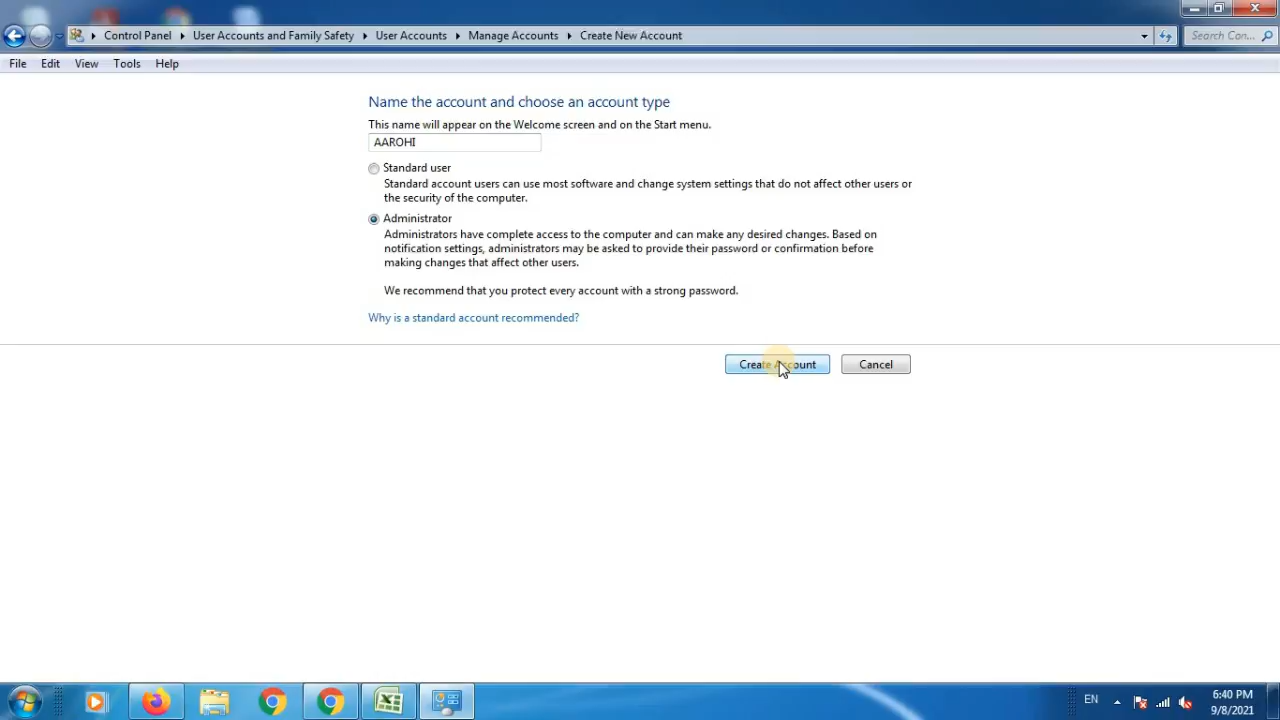 Control Panel User Accounts and Family Safety User Accounts Manage Accounts Create New Account Search Con...
File Edit View Tools Help
Name the account and choose an account type
This name will appear on the Welcome screen and on the Start menu.
AAROHI
Standard user
Standard account users can use most software and change system settings that do not affect other users or
the security of the computer.
Administrator
Administrators have complete access to the computer and can make any desired changes. Based on
notification settings, administrators may be asked to provide their password or confirmation before
making changes that affect other users.
We recommend that you protect every account with a strong password.
Why is a standard account recommended?
Create Account Cancel
EN 6:40 PM
9/8/2021